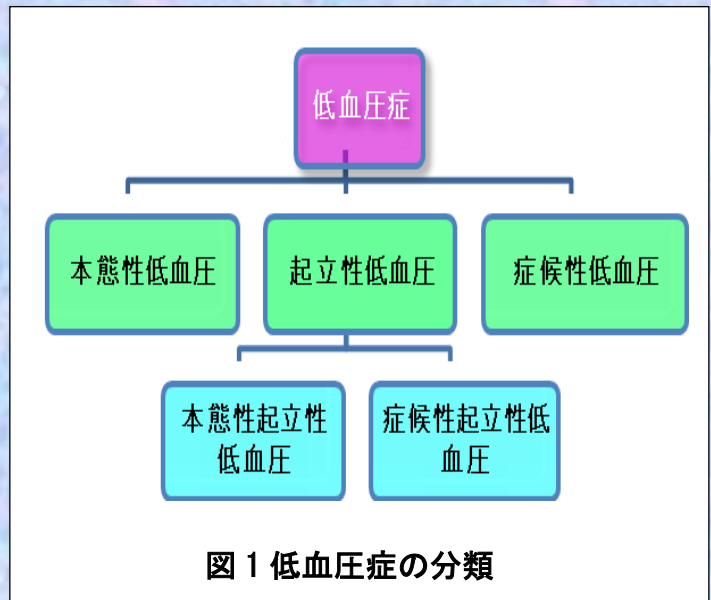 低血圧症
本態性低血圧
起立性低血圧
症候性低血圧
本態性起立性
低血圧
症候性起立性低
血圧
図1低血圧症の分類